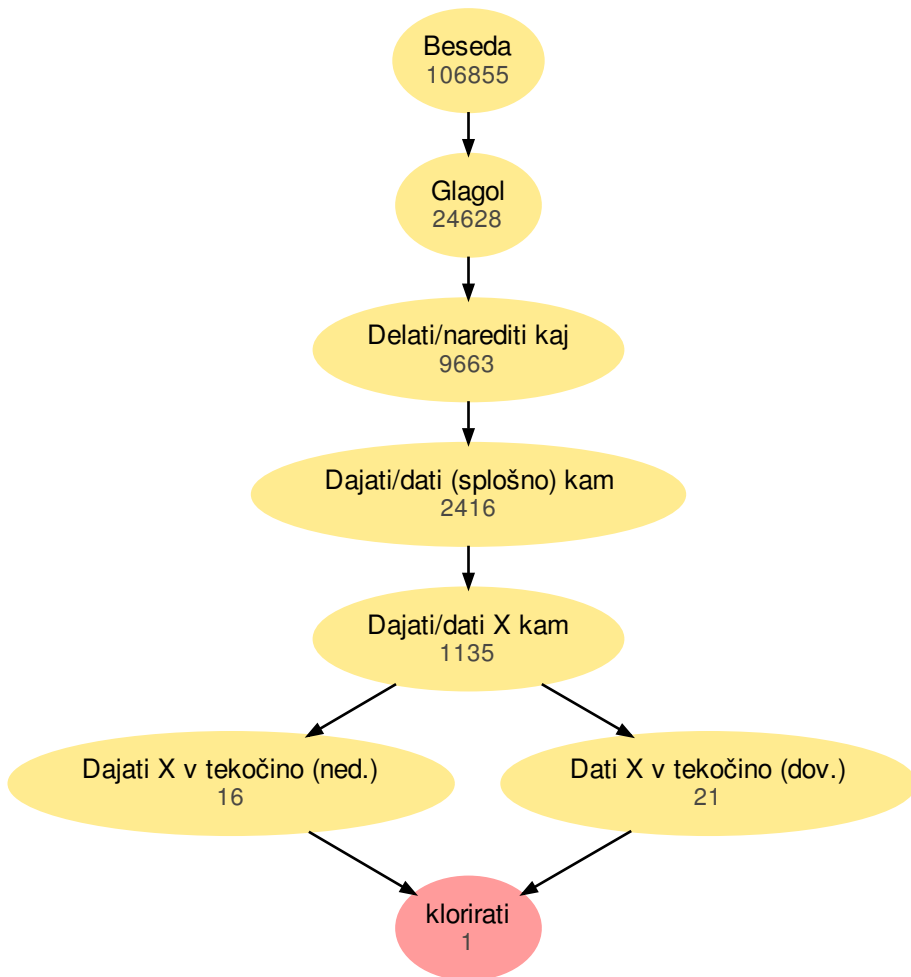 Beseda
106855
Glagol
24628
Delati/narediti kaj
9663
Dajati/dati (splošno) kam
2416
Dajati/dati X kam
1135
Dajati X v tekočino (ned.)
16
Dati X v tekočino (dov.)
21
klorirati
1